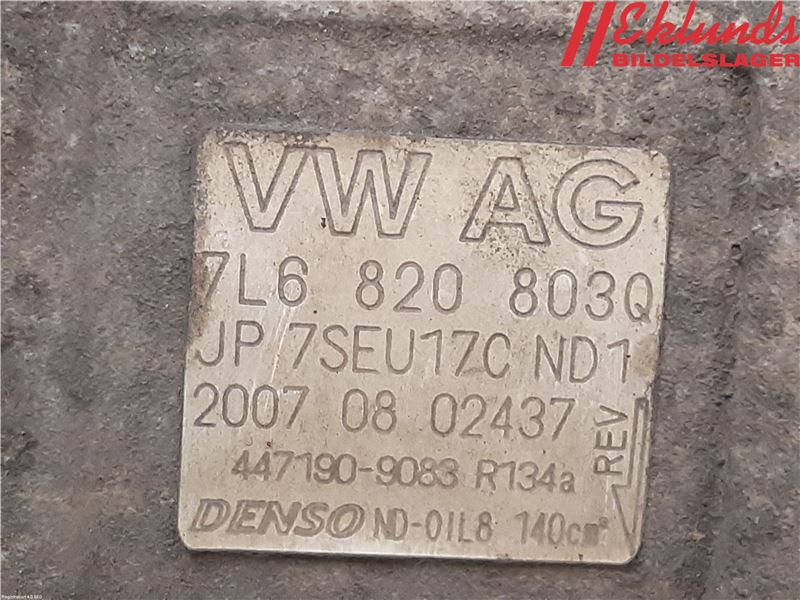 Eklunds
BILDELSLAGER
VW AG
7L6 820 803Q
JP 7SEU17C ND1
2007 08 02437
447190-9083 R134a
REV
DENSO ND-OIL8 140cm³